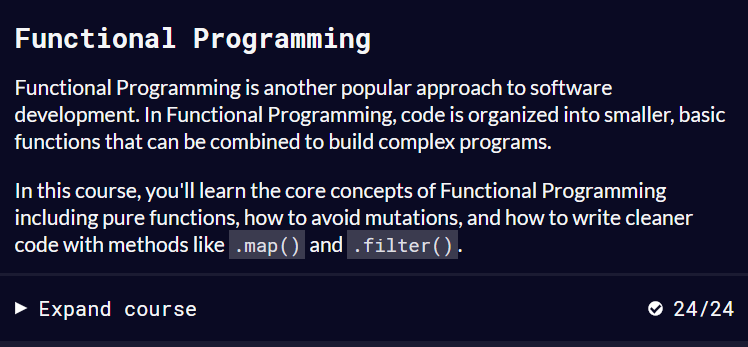 Functional Programming
Functional Programming is another popular approach to software
development. In Functional Programming, code is organized into smaller, basic
functions that can be combined to build complex programs.
In this course, you'll learn the core concepts of Functional Programming
including pure functions, how to avoid mutations, and how to write cleaner
code with methods like .map() and .filter().
Expand course
24/24